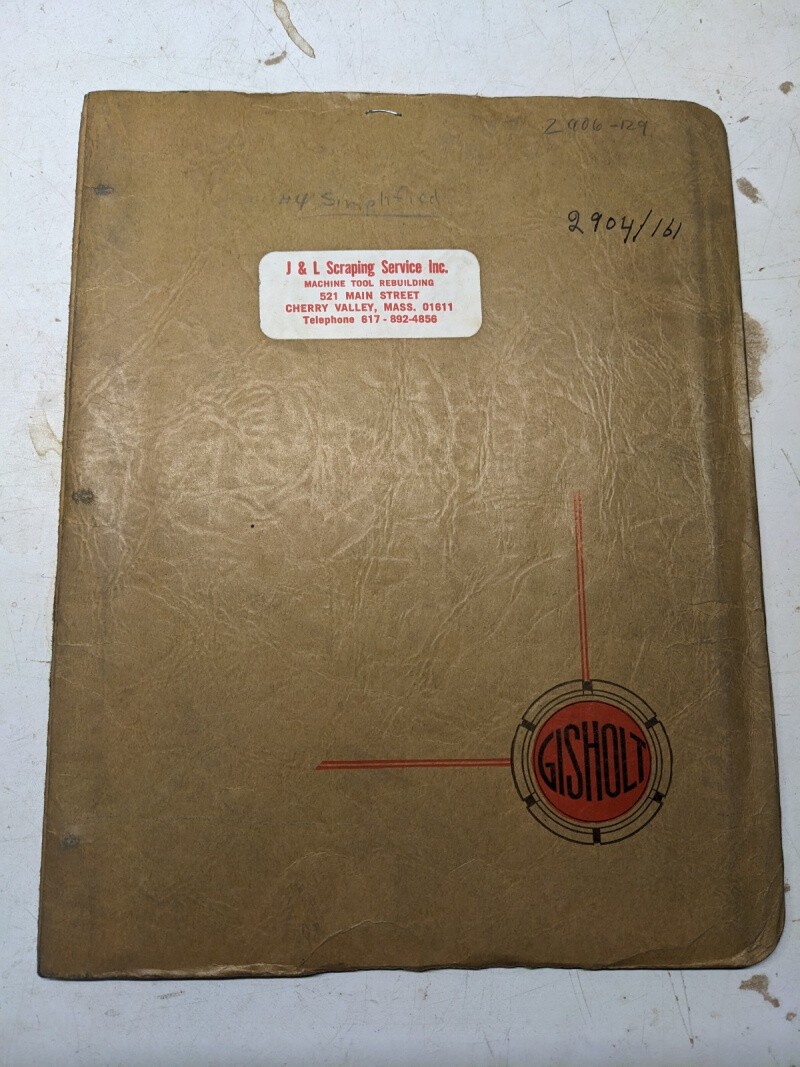 2906-129
#4 Simplified
2904/161
J & L Scraping Service Inc.
MACHINE TOOL REBUILDING
521 MAIN STREET
CHERRY VALLEY, MASS. 01611
Telephone 617-892-4856
GISHOLT